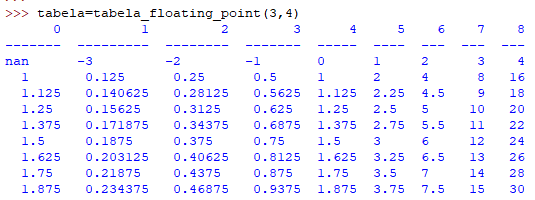 >>> tabela=tabela_floating_point(3,4)
0 1 2 3 4 5 6 7 8
------- --------- -------- ------- ------ ---- --- --- ---
nan -3 -2 -1 0 1 2 3 4
1 0.125 0.25 0.5 1 2 4 8 16
1.125 0.140625 0.28125 0.5625 1.125 2.25 4.5 9 18
1.25 0.15625 0.3125 0.625 1.25 2.5 5 10 20
1.375 0.171875 0.34375 0.6875 1.375 2.75 5.5 11 22
1.5 0.1875 0.375 0.75 1.5 3 6 12 24
1.625 0.203125 0.40625 0.8125 1.625 3.25 6.5 13 26
1.75 0.21875 0.4375 0.875 1.75 3.5 7 14 28
1.875 0.234375 0.46875 0.9375 1.875 3.75 7.5 15 30